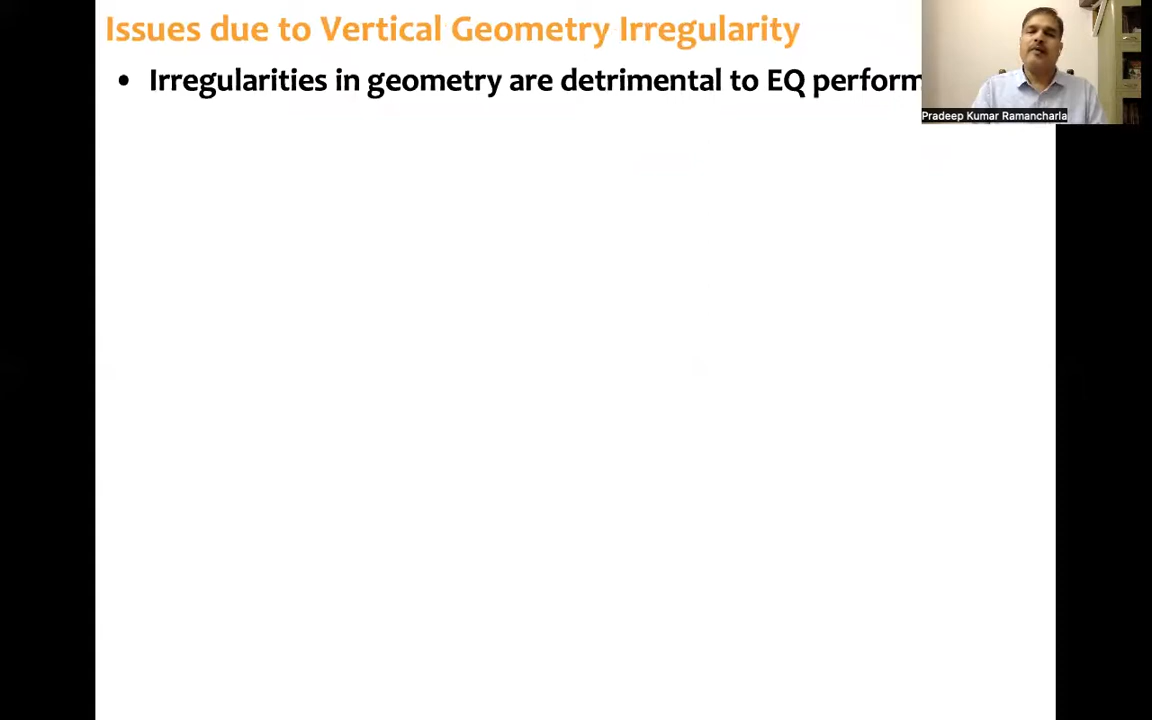 Issues due to Vertical Geometry Irregularity
• Irregularities in geometry are detrimental to EQ perform
Pradeep Kumar Ramancharla